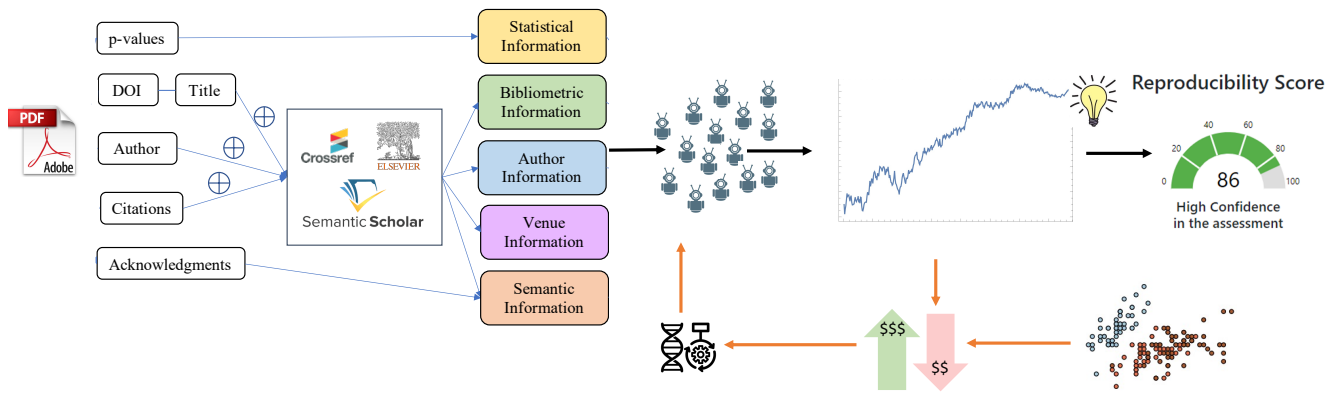 PDF
Adobe
p-values
DOI
Title
Author
Citations
Acknowledgments
Crossref
ELSEVIER
Semantic Scholar
Statistical
Information
Bibliometric
Information
Author
Information
Venue
Information
Semantic
Information
Reproducibility Score
0
20
40
60
80
100
86
High Confidence
in the assessment
$$$
$$